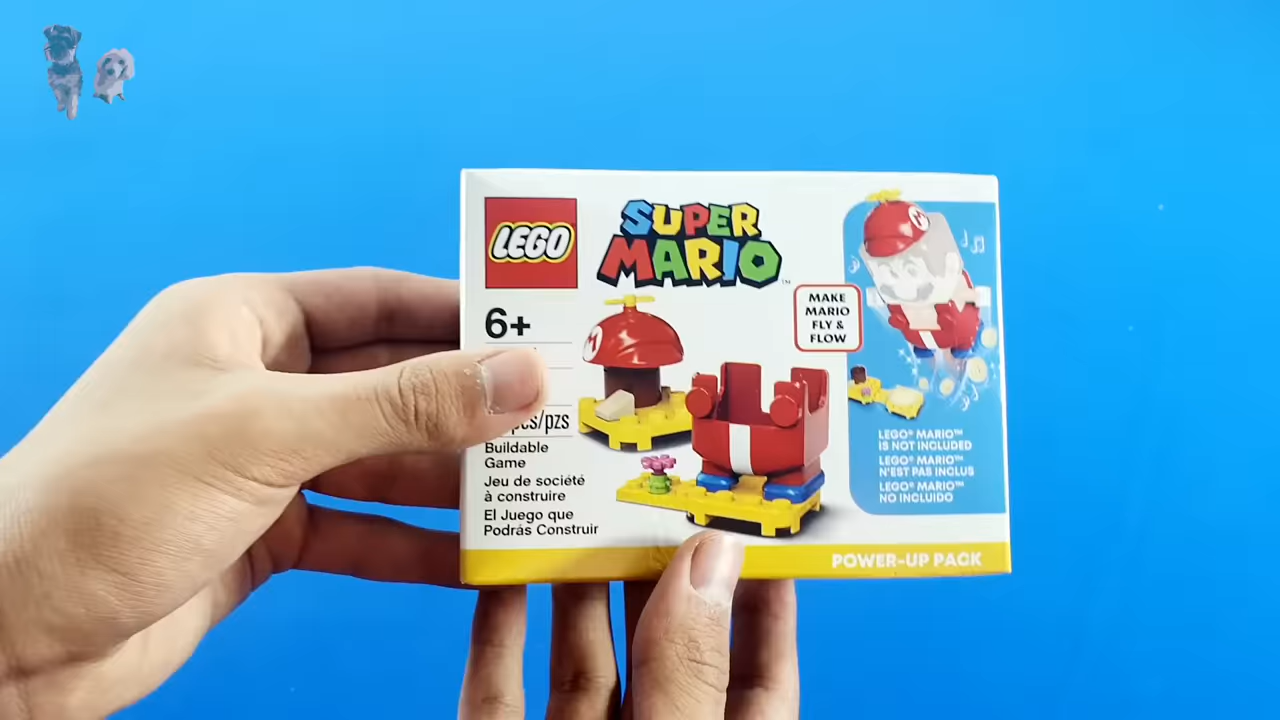 LEGO
SUPER
MARIO™
6+
pcs/pzs
Buildable
Game
Jeu de société
à construire
El Juego que
Podrás Construir
M
MAKE
MARIO
FLY &
FLOW
M
LEGO® MARIO™
IS NOT INCLUDED
LEGO® MARIO™
N'EST PAS INCLUS
LEGO® MARIO™
NO INCLUIDO
POWER-UP PACK